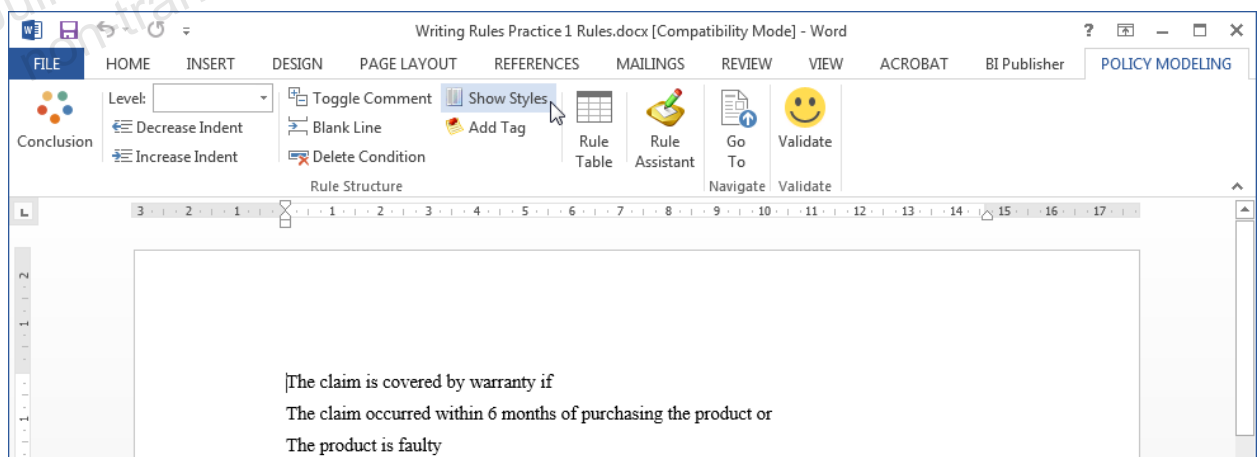 Writing Rules Practice 1 Rules.docx [Compatibility Mode] - Word
FILE HOME INSERT DESIGN PAGE LAYOUT REFERENCES MAILINGS REVIEW VIEW ACROBAT BI Publisher POLICY MODELING
Level: Toggle Comment Show Styles
Decrease Indent Blank Line Add Tag
Conclusion Increase Indent Delete Condition Rule Table Rule Assistant Go To Validate
Rule Structure Navigate Validate
3 2 1 1 2 3 4 5 6 7 8 9 10 11 12 13 14 15 16 17
2
1
1
The claim is covered by warranty if
The claim occurred within 6 months of purchasing the product or
The product is faulty